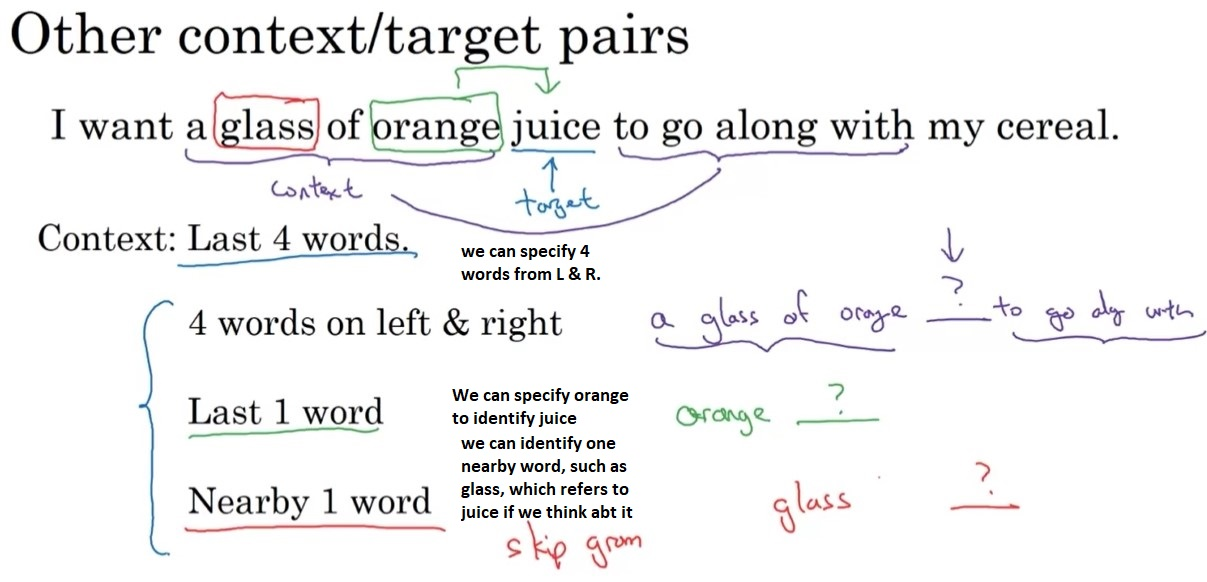 Other context/target pairs
I want a glass of orange juice to go along with my cereal.
context
target
Context: Last 4 words.
we can specify 4
words from L & R.
4 words on left & right
a glass of orage ? to go alg with
Last 1 word
We can specify orange
to identify juice
orange ?
we can identify one
nearby word, such as
glass, which refers to
juice if we think abt it
Nearby 1 word
glass ?
skip gram